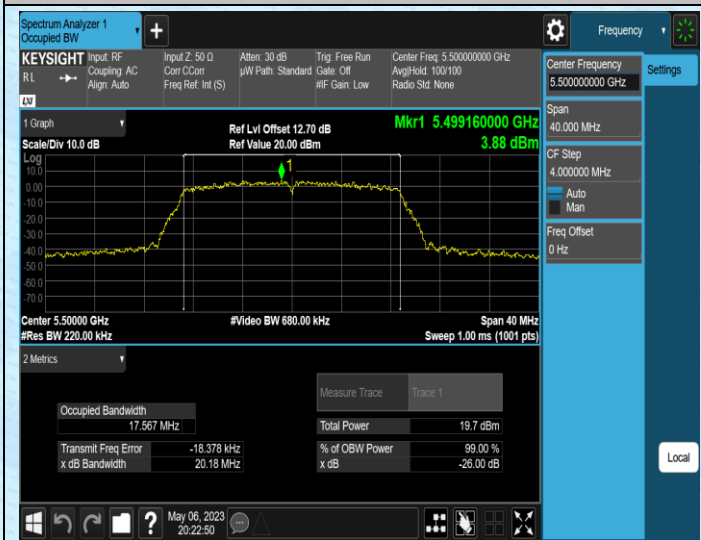 Spectrum Analyzer 1
Occupied BW
+
Frequency
KEYSIGHT
R L
LXI
Input: RF
Coupling: AC
Align: Auto
Input Z: 50 Ω
Corr CCorr
Freq Ref: Int (S)
Atten: 30 dB
µW Path: Standard
Trig: Free Run
Gate: Off
#IF Gain: Low
Center Freq: 5.500000000 GHz
Avg|Hold: 100/100
Radio Std: None
Center Frequency
5.500000000 GHz
Settings
Span
40.000 MHz
CF Step
4.000000 MHz
Auto
Man
Freq Offset
0 Hz
1 Graph
Scale/Div 10.0 dB
Ref Lvl Offset 12.70 dB
Ref Value 20.00 dBm
Mkr1 5.499160000 GHz
3.88 dBm
Log
10.0
0.00
-10.0
-20.0
-30.0
-40.0
-50.0
-60.0
-70.0
1
Center 5.50000 GHz
#Res BW 220.00 kHz
#Video BW 680.00 kHz
Span 40 MHz
Sweep 1.00 ms (1001 pts)
2 Metrics
Measure Trace Trace 1
Occupied Bandwidth
17.567 MHz
Total Power 19.7 dBm
Transmit Freq Error -18.378 kHz
% of OBW Power 99.00 %
x dB Bandwidth 20.18 MHz
x dB -26.00 dB
Local
?
May 06, 2023
20:22:50